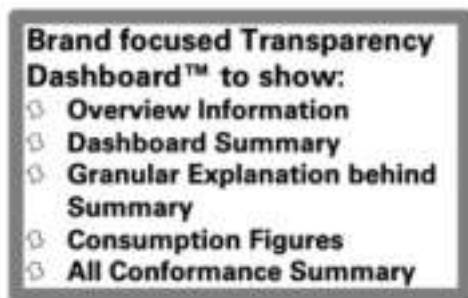 Brand focused Transparency
Dashboard™ to show:
Overview Information
Dashboard Summary
Granular Explanation behind
Summary
Consumption Figures
All Conformance Summary